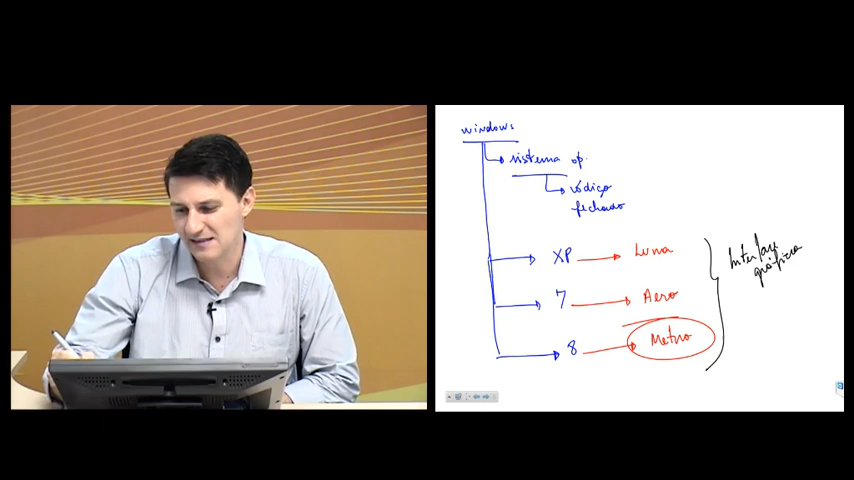 windows
sistema op.
código
fechado
XP Luna
7 Aero
8 Metro
Interface
gráfica